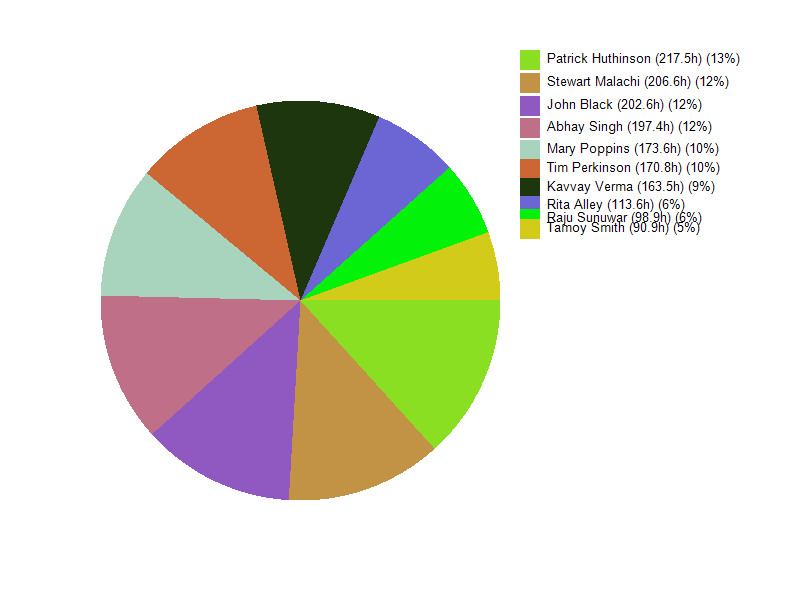 Patrick Huthinson (217.5h) (13%)
Stewart Malachi (206.6h) (12%)
John Black (202.6h) (12%)
Abhay Singh (197.4h) (12%)
Mary Poppins (173.6h) (10%)
Tim Perkinson (170.8h) (10%)
Kavvay Verma (163.5h) (9%)
Rita Alley (113.6h) (6%)
Raju Sunuwar (98.9h) (6%)
Tamoy Smith (90.9h) (5%)